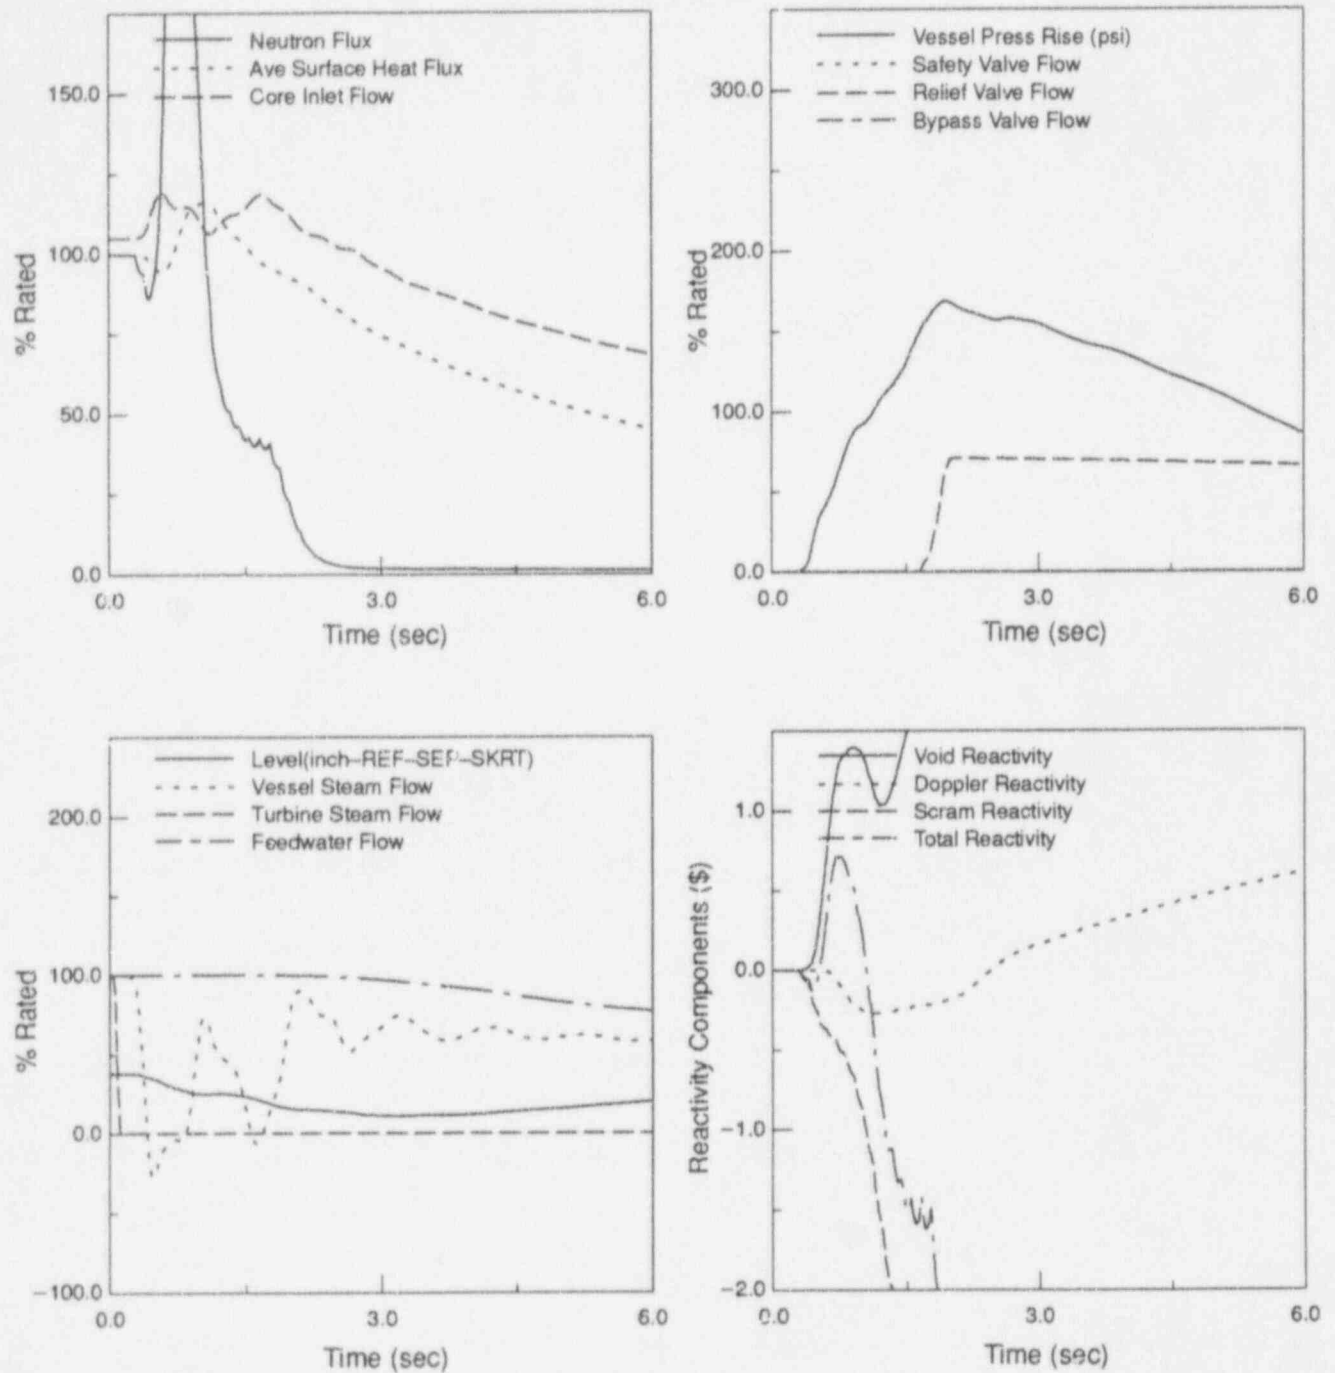 Neutron Flux
Ave Surface Heat Flux
Core Inlet Flow
150.0
100.0
50.0
0.0
% Rated
0.0 3.0 6.0
Time (sec)
Vessel Press Rise (psi)
Safety Valve Flow
Relief Valve Flow
Bypass Valve Flow
300.0
200.0
100.0
0.0
% Rated
0.0 3.0 6.0
Time (sec)
Level(inch-REF-SEP-SKRT)
Vessel Steam Flow
Turbine Steam Flow
Feedwater Flow
200.0
100.0
0.0
-100.0
% Rated
0.0 3.0 6.0
Time (sec)
Void Reactivity
Doppler Reactivity
Scram Reactivity
Total Reactivity
1.0
0.0
-1.0
-2.0
Reactivity Components ($)
0.0 3.0 6.0
Time (sec)